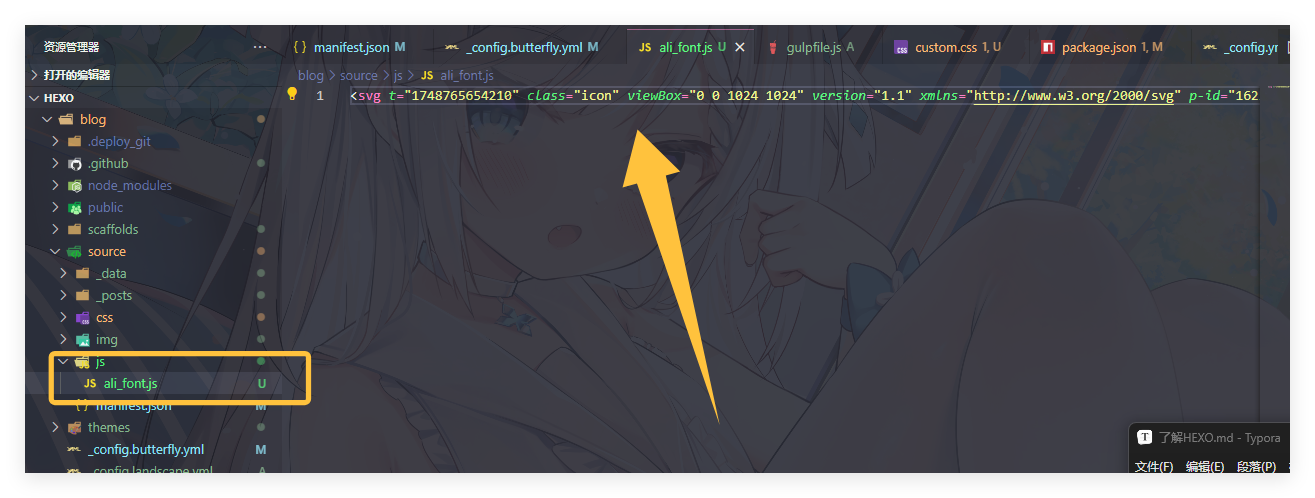 资源管理器 ···
{ } manifest.json M _config.butterfly.yml M JS ali_font.js U × gulpfile.js A css custom.css 1, U n package.json 1, M _config.yr
打开的编辑器
HEXO
blog > source > js > JS ali_font.js
1 <svg t="1748765654210" class="icon" viewBox="0 0 1024 1024" version="1.1" xmlns="http://www.w3.org/2000/svg" p-id="162
blog
.deploy_git
.github
node_modules
public
scaffolds
source
_data
_posts
css
img
js
JS ali_font.js U
{ } manifest.json M
themes
_config.butterfly.yml M
_config.landscape.yml A
T 了解HEXO.md - Typora
文件(F) 编辑(E) 段落(P)